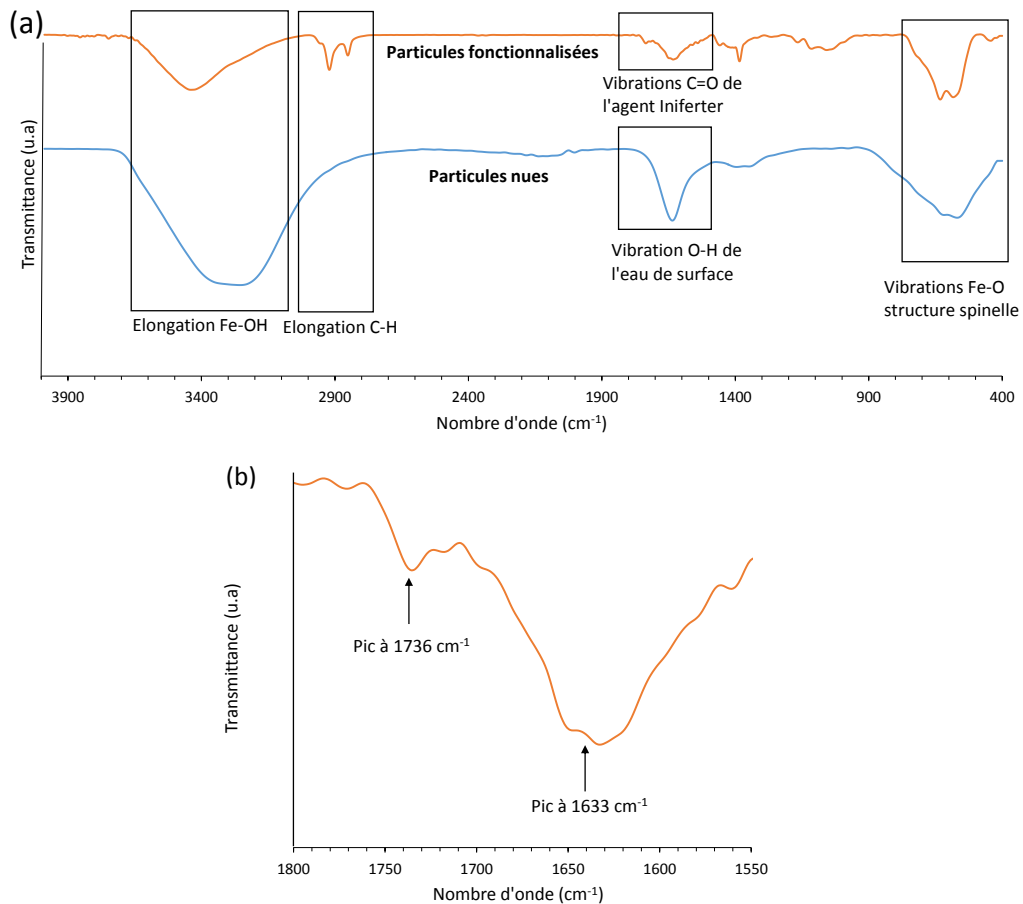 (a)
Particules fonctionnalisées
Vibrations C=O de
l'agent Iniferter
Particules nues
Vibration O-H de
l'eau de surface
Vibrations Fe-O
structure spinelle
Elongation Fe-OH
Elongation C-H
Transmittance (u.a)
3900 3400 2900 2400 1900 1400 900 400
Nombre d'onde (cm⁻¹)
(b)
Pic à 1736 cm⁻¹
Pic à 1633 cm⁻¹
Transmittance (u.a)
1800 1750 1700 1650 1600 1550
Nombre d'onde (cm⁻¹)